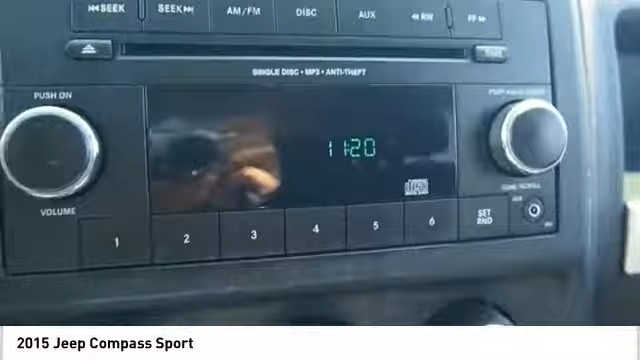 ⏮SEEK SEEK⏭ AM/FM DISC AUX ◀◀ RW FF ▶▶
SINGLE DISC • MP3 • ANTI-THEFT
PUSH ON
11:20
VOLUME
1 2 3 4 5 6 SET RND
2015 Jeep Compass Sport